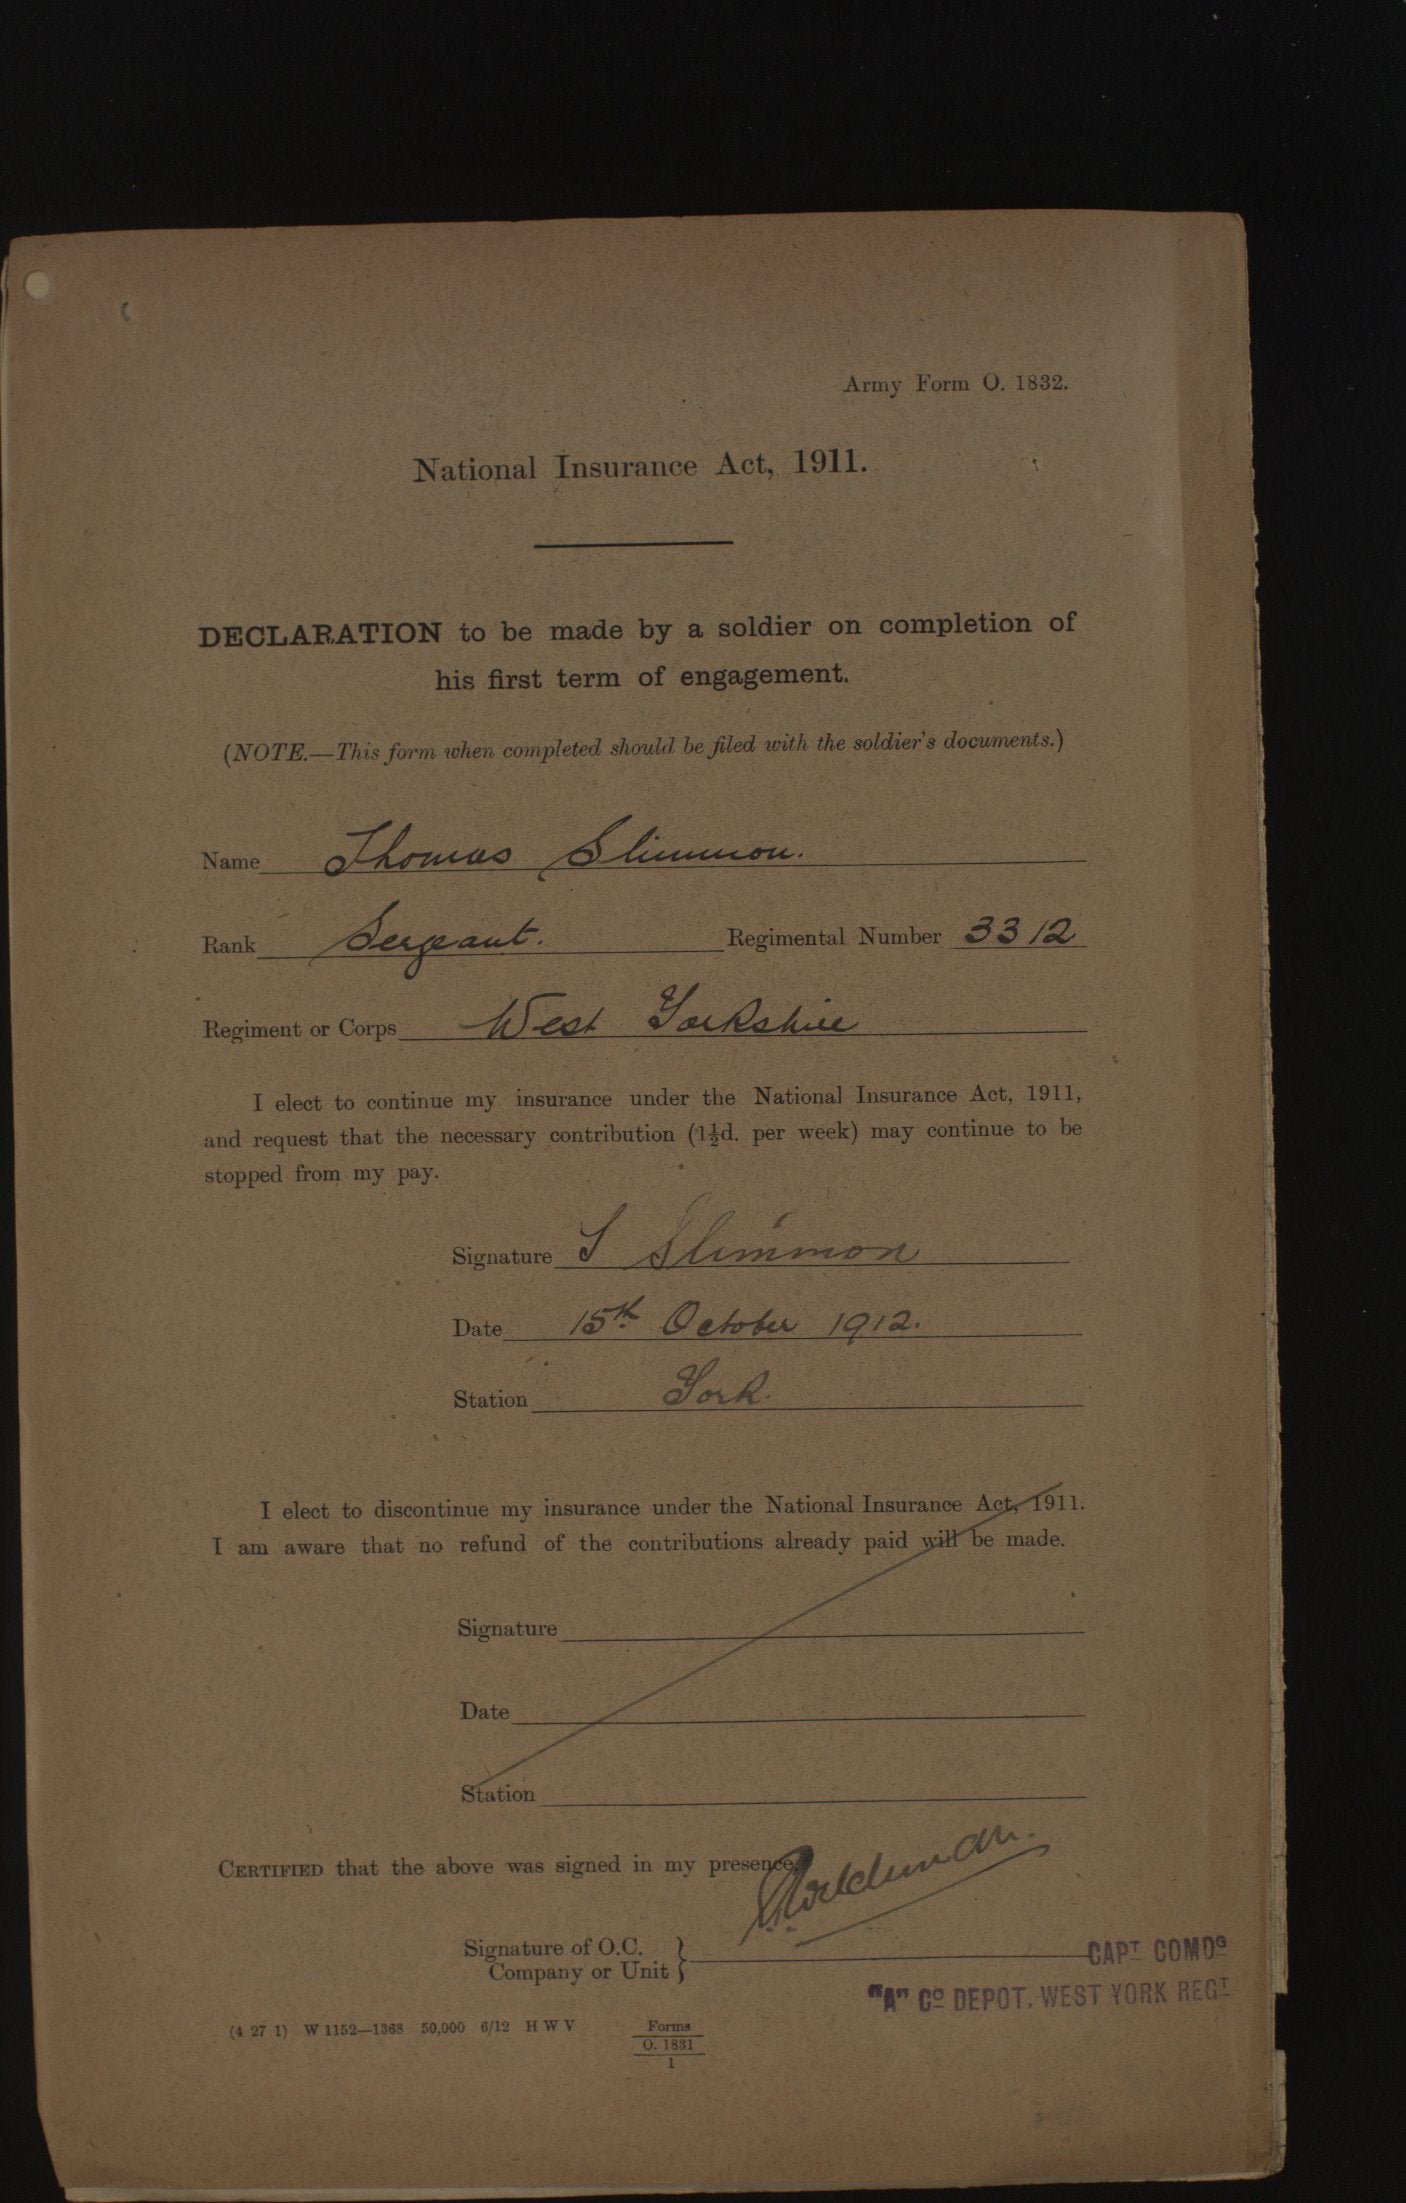 Army Form O. 1832.
National Insurance Act, 1911.
DECLARATION to be made by a soldier on completion of
his first term of engagement.
(NOTE.—This form when completed should be filed with the soldier's documents.)
Name Thomas Slimmon.
Rank Sergeant. Regimental Number 3312
Regiment or Corps West Yorkshire
I elect to continue my insurance under the National Insurance Act, 1911,
and request that the necessary contribution (1½d. per week) may continue to be
stopped from my pay.
Signature T Slimmon
Date 15th October 1912.
Station York.
I elect to discontinue my insurance under the National Insurance Act, 1911.
I am aware that no refund of the contributions already paid will be made.
Signature
Date
Station
CERTIFIED that the above was signed in my presence.
Signature of O.C.
Company or Unit
CAPT COMDG
"A" CO DEPOT. WEST YORK REGT
(4 27 1) W 1152—1368 50,000 6/12 H W V
Forms
O. 1831
1